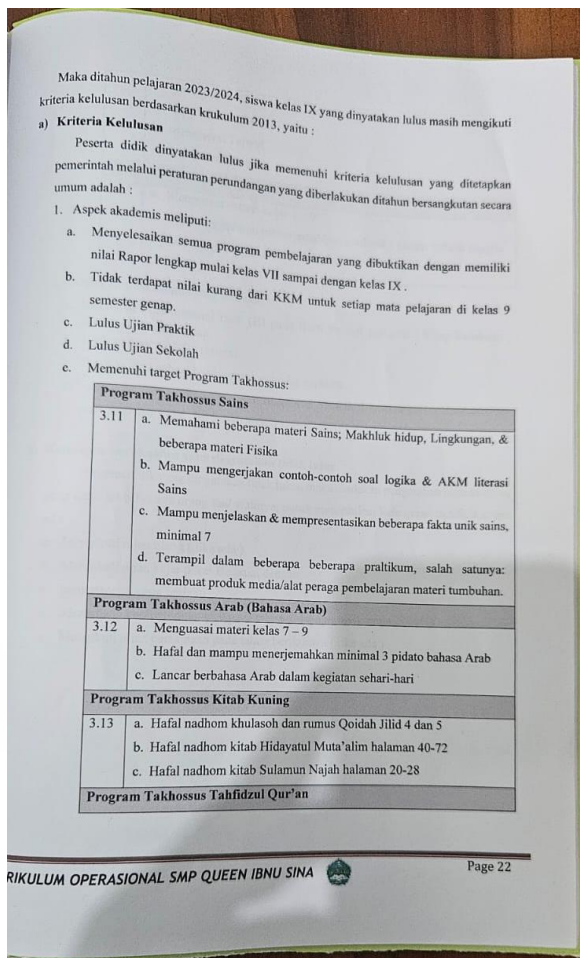 Maka ditahun pelajaran 2023/2024, siswa kelas IX yang dinyatakan lulus masih mengikuti
kriteria kelulusan berdasarkan krukulum 2013, yaitu :
a) Kriteria Kelulusan
Peserta didik dinyatakan lulus jika memenuhi kriteria kelulusan yang ditetapkan
pemerintah melalui peraturan perundangan yang diberlakukan ditahun bersangkutan secara
umum adalah :
1. Aspek akademis meliputi:
a. Menyelesaikan semua program pembelajaran yang dibuktikan dengan memiliki
nilai Rapor lengkap mulai kelas VII sampai dengan kelas IX .
b. Tidak terdapat nilai kurang dari KKM untuk setiap mata pelajaran di kelas 9
semester genap.
c. Lulus Ujian Praktik
d. Lulus Ujian Sekolah
e. Memenuhi target Program Takhossus:
Program Takhossus Sains
3.11 a. Memahami beberapa materi Sains; Makhluk hidup, Lingkungan, &
beberapa materi Fisika
b. Mampu mengerjakan contoh-contoh soal logika & AKM literasi
Sains
c. Mampu menjelaskan & mempresentasikan beberapa fakta unik sains,
minimal 7
d. Terampil dalam beberapa beberapa praltikum, salah satunya:
membuat produk media/alat peraga pembelajaran materi tumbuhan.
Program Takhossus Arab (Bahasa Arab)
3.12 a. Menguasai materi kelas 7 – 9
b. Hafal dan mampu menerjemahkan minimal 3 pidato bahasa Arab
c. Lancar berbahasa Arab dalam kegiatan sehari-hari
Program Takhossus Kitab Kuning
3.13 a. Hafal nadhom khulasoh dan rumus Qoidah Jilid 4 dan 5
b. Hafal nadhom kitab Hidayatul Muta'alim halaman 40-72
c. Hafal nadhom kitab Sulamun Najah halaman 20-28
Program Takhossus Tahfidzul Qur'an
RIKULUM OPERASIONAL SMP QUEEN IBNU SINA
Page 22